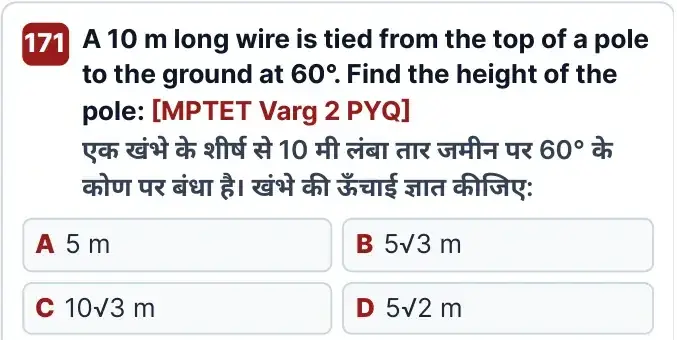 171 A 10 m long wire is tied from the top of a pole
to the ground at 60°. Find the height of the
pole: [MPTET Varg 2 PYQ]
एक खंभे के शीर्ष से 10 मी लंबा तार जमीन पर 60° के
कोण पर बंधा है। खंभे की ऊँचाई ज्ञात कीजिए:
A 5 m
B 5√3 m
C 10√3 m
D 5√2 m